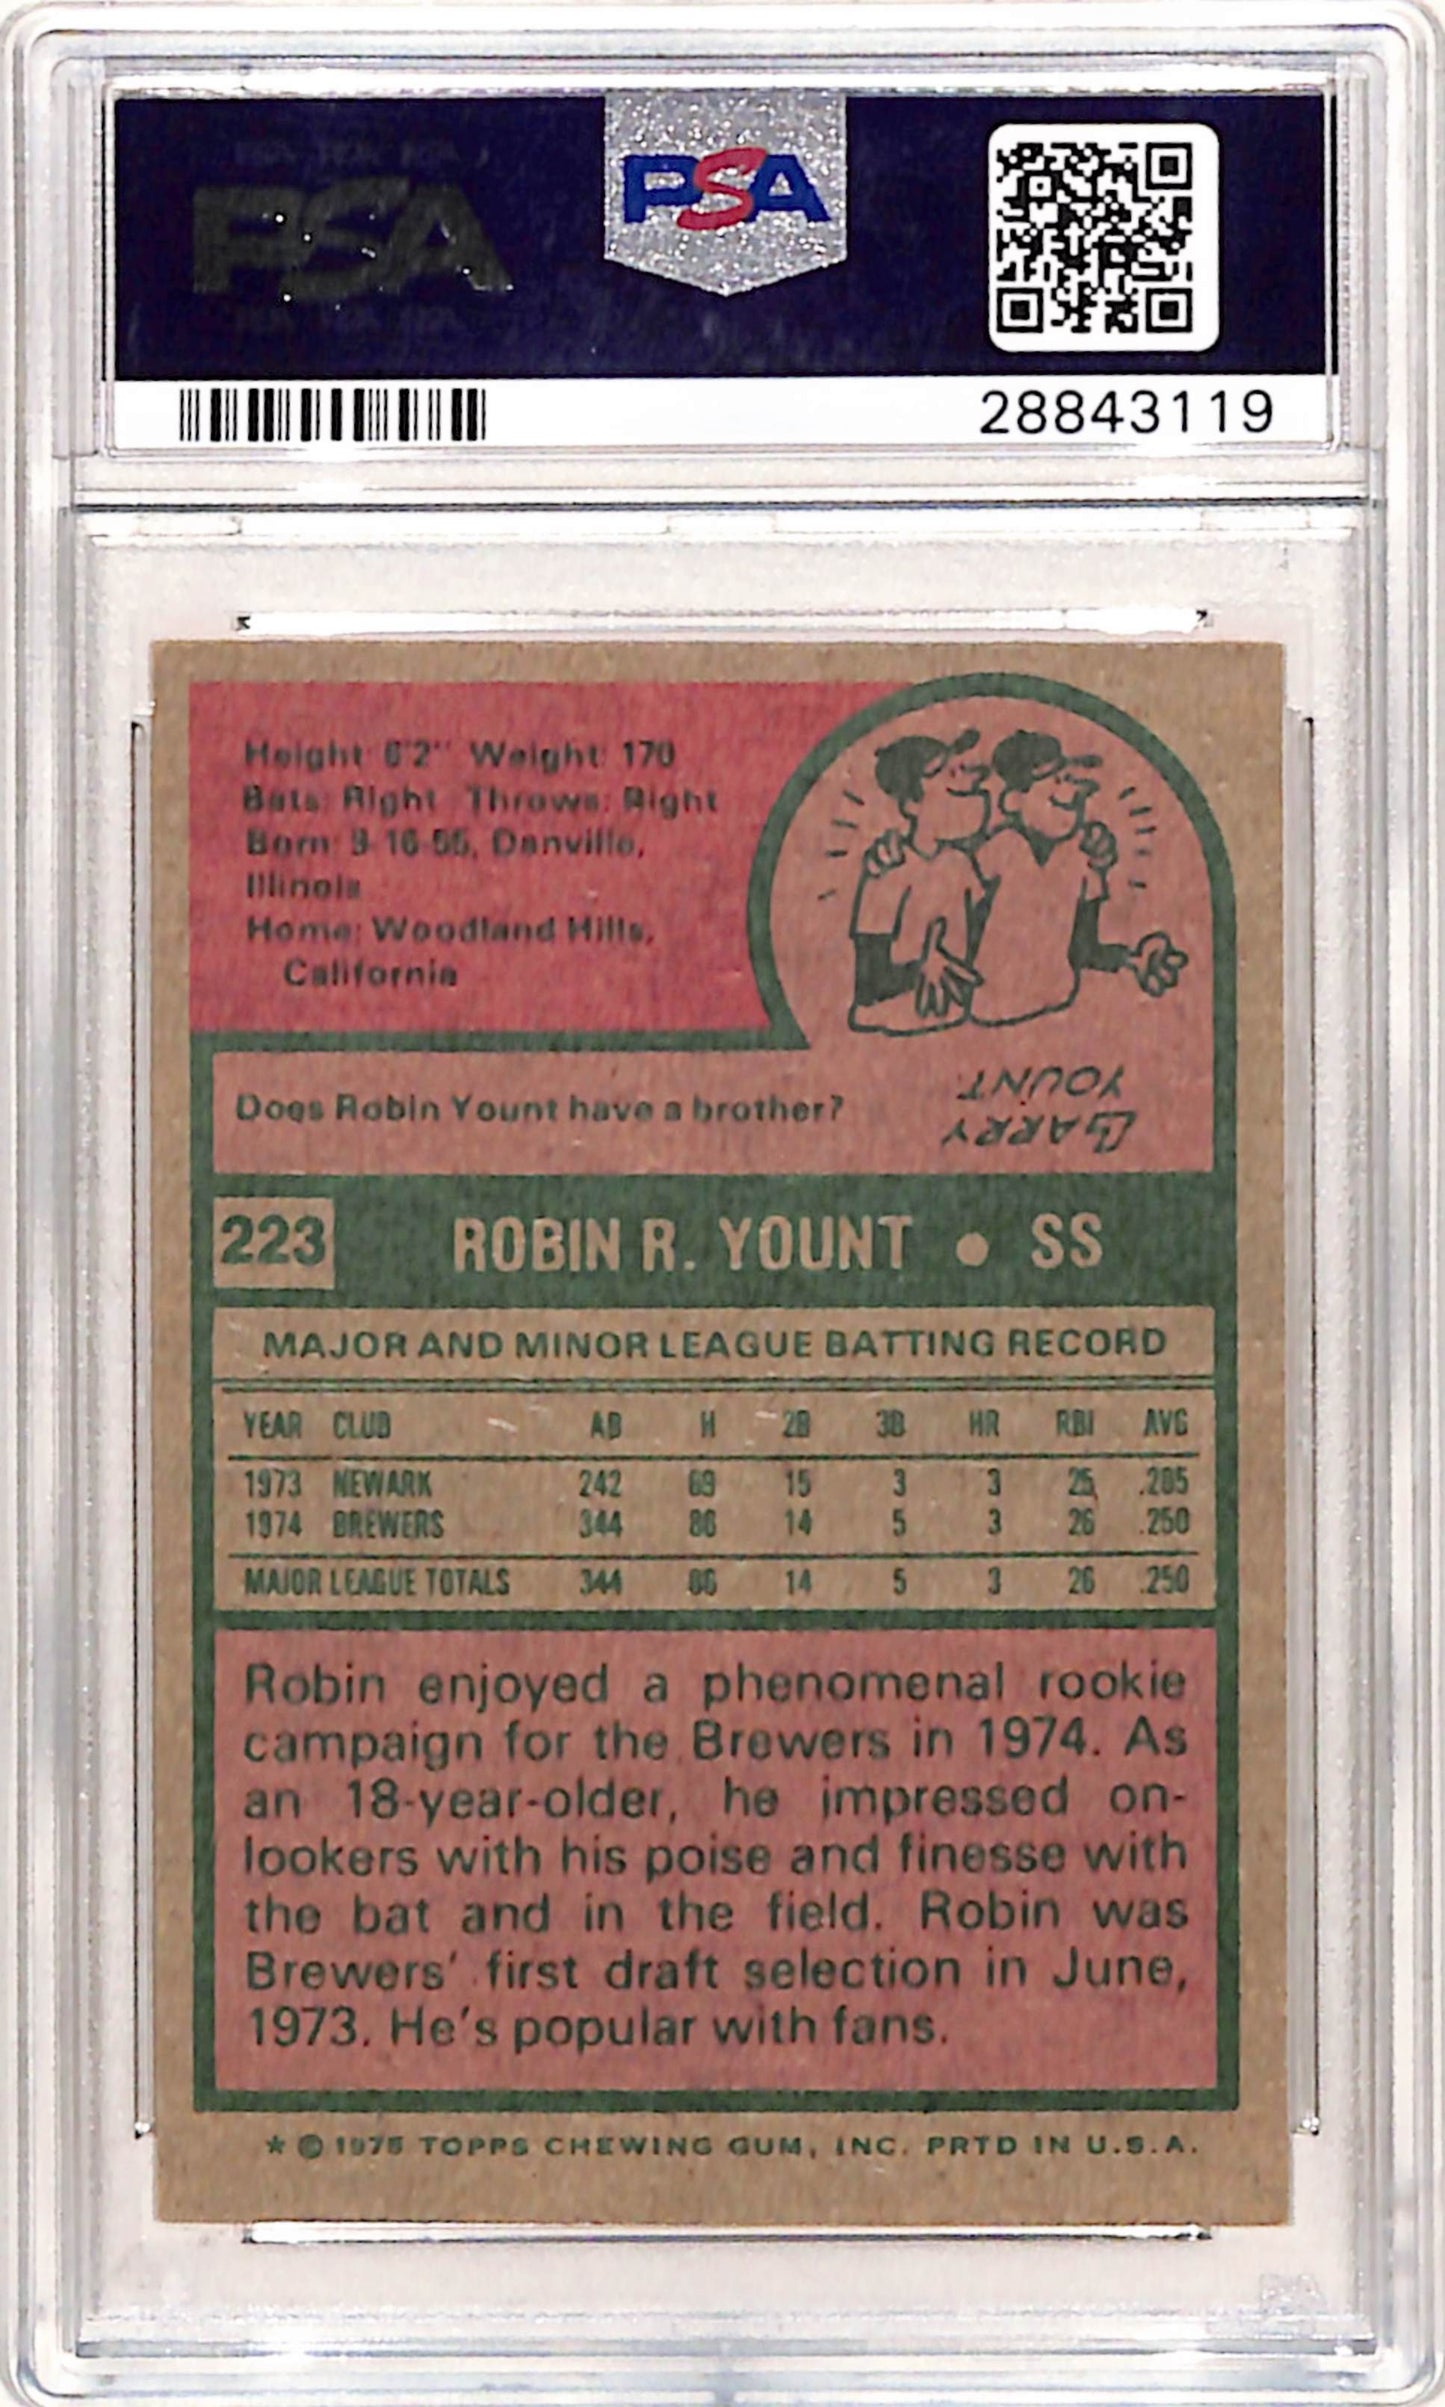 PSA
PSA
28843119
Height: 6'2" Weight: 170
Bats: Right Throws: Right
Born: 9-16-55, Danville,
Illinois
Home: Woodland Hills,
California
Does Robin Yount have a brother?
LARRY
YOUNT.
223 ROBIN R. YOUNT • SS
MAJOR AND MINOR LEAGUE BATTING RECORD
YEAR CLUB AB H 2B 3B HR RBI AVG
1973 NEWARK 242 69 15 3 3 25 .285
1974 BREWERS 344 86 14 5 3 26 .250
MAJOR LEAGUE TOTALS 344 86 14 5 3 26 .250
Robin enjoyed a phenomenal rookie
campaign for the Brewers in 1974. As
an 18-year-older, he impressed on-
lookers with his poise and finesse with
the bat and in the field. Robin was
Brewers' first draft selection in June,
1973. He's popular with fans.
* © 1975 TOPPS CHEWING GUM, INC. PRTD IN U.S.A.